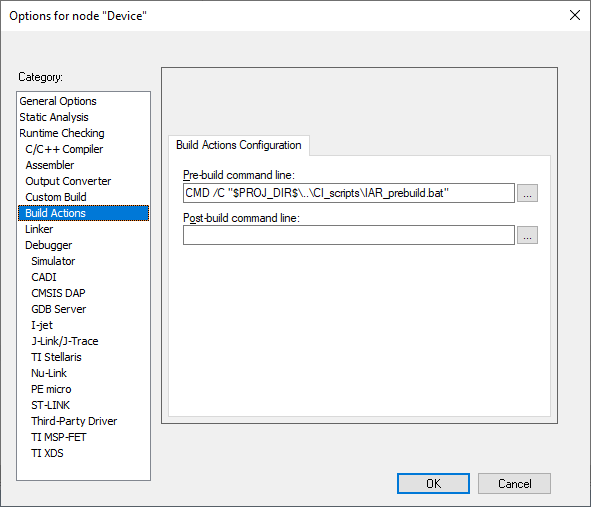 Options for node "Device"
Category:
General Options
Static Analysis
Runtime Checking
C/C++ Compiler
Assembler
Output Converter
Custom Build
Build Actions
Linker
Debugger
Simulator
CADI
CMSIS DAP
GDB Server
I-jet
J-Link/J-Trace
TI Stellaris
Nu-Link
PE micro
ST-LINK
Third-Party Driver
TI MSP-FET
TI XDS
Build Actions Configuration
Pre-build command line:
CMD /C "$PROJ_DIR$\..\CI_scripts\IAR_prebuild.bat"
...
Post-build command line:
...
OK
Cancel